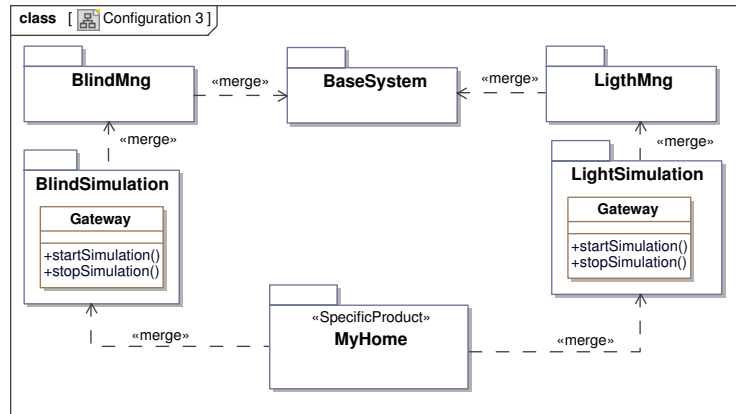 class [ Configuration 3 ]
BlindMng
«merge»
BaseSystem
«merge»
LigthMng
«merge»
«merge»
BlindSimulation
Gateway
+startSimulation()
+stopSimulation()
LightSimulation
Gateway
+startSimulation()
+stopSimulation()
«merge»
«SpecificProduct»
MyHome
«merge»